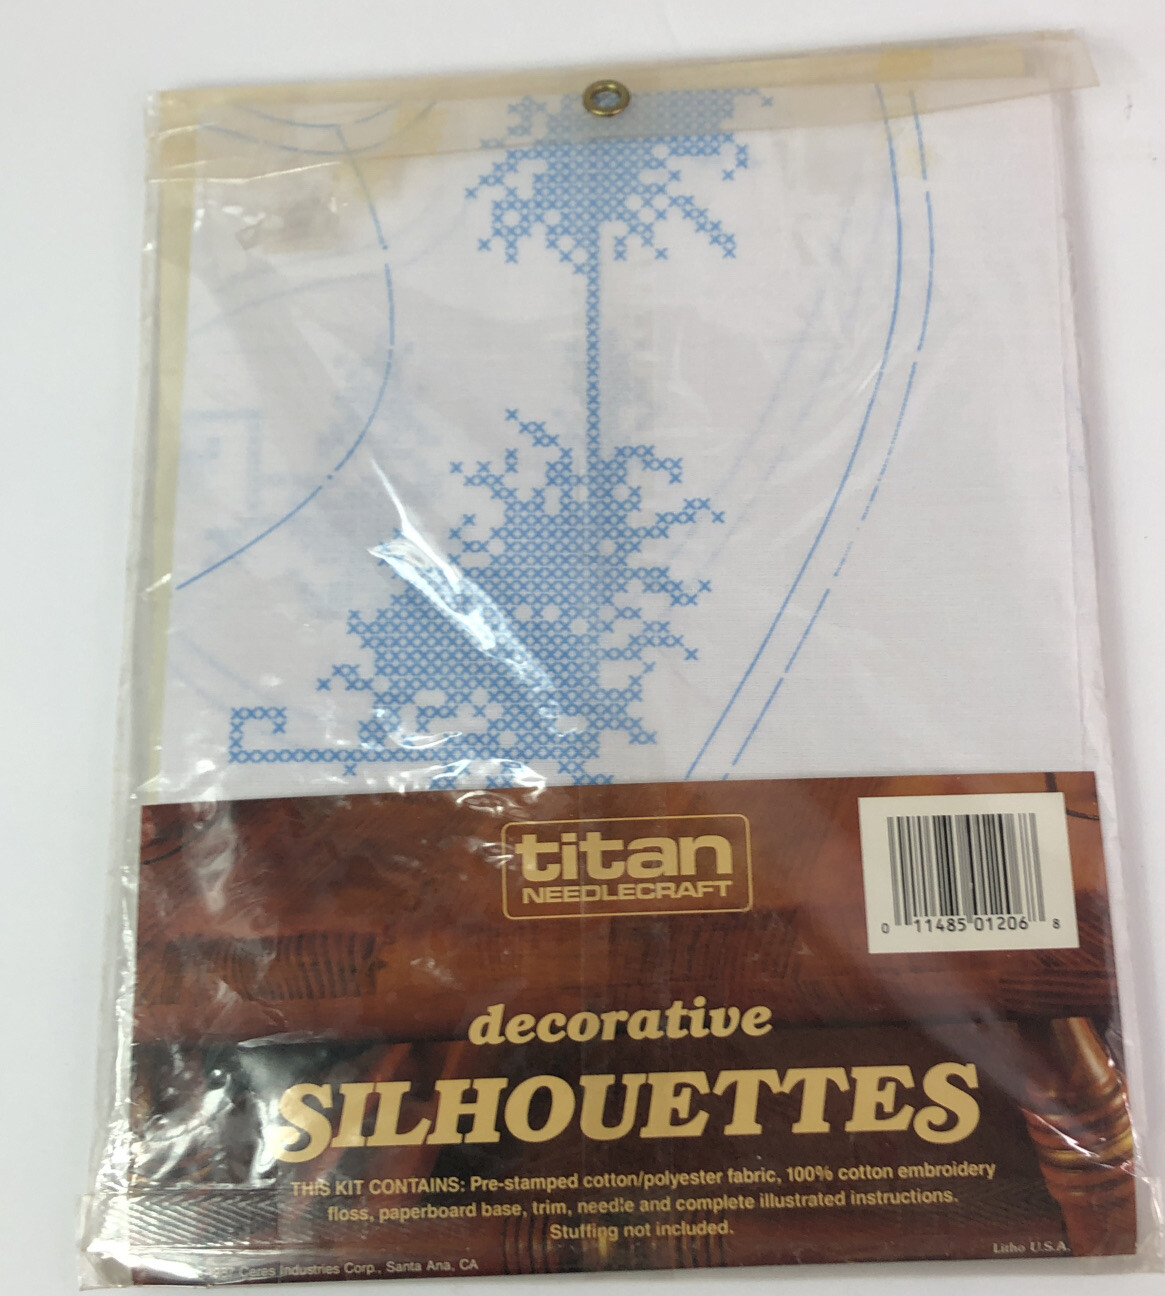 titan
NEEDLECRAFT
0 11485 01206 8
decorative
SILHOUETTES
THIS KIT CONTAINS: Pre-stamped cotton/polyester fabric, 100% cotton embroidery
floss, paperboard base, trim, needle and complete illustrated instructions.
Stuffing not included.
Litho U.S.A.
Ceres Industries Corp., Santa Ana, CA